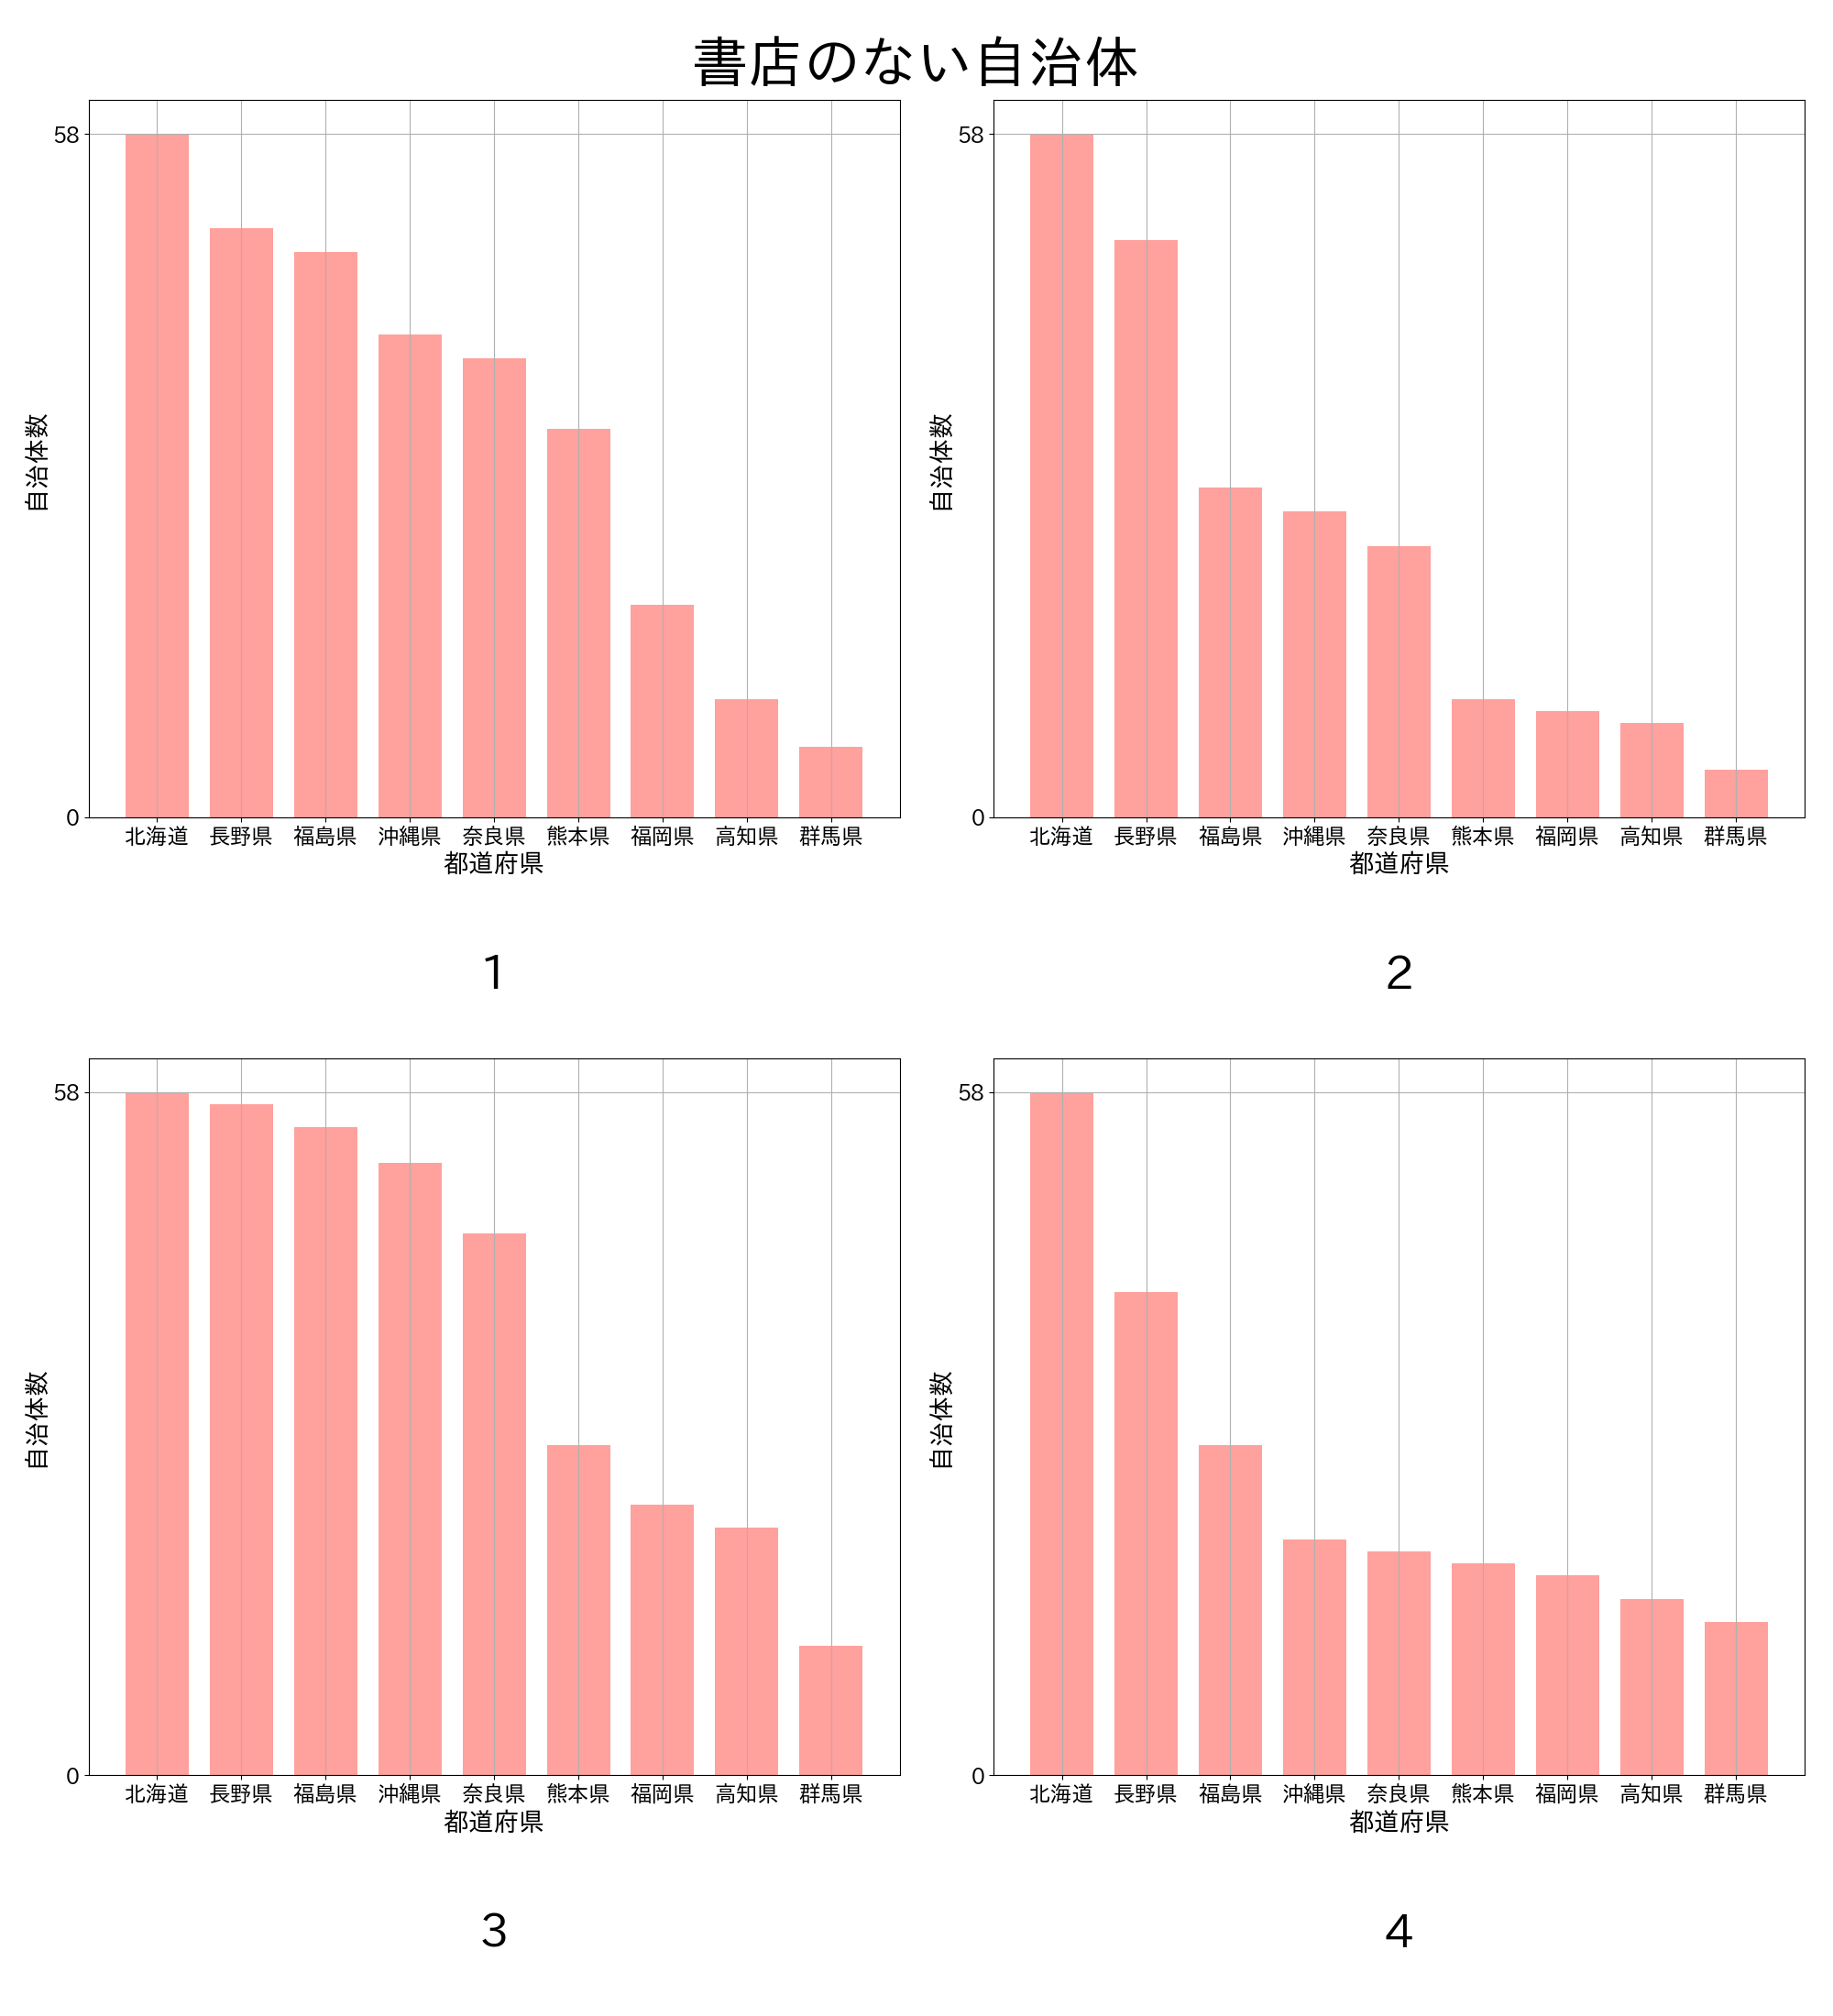 書店のない自治体
58
0
自治体数
北海道 長野県 福島県 沖縄県 奈良県 熊本県 福岡県 高知県 群馬県
都道府県
1
58
0
自治体数
北海道 長野県 福島県 沖縄県 奈良県 熊本県 福岡県 高知県 群馬県
都道府県
2
58
0
自治体数
北海道 長野県 福島県 沖縄県 奈良県 熊本県 福岡県 高知県 群馬県
都道府県
3
58
0
自治体数
北海道 長野県 福島県 沖縄県 奈良県 熊本県 福岡県 高知県 群馬県
都道府県
4